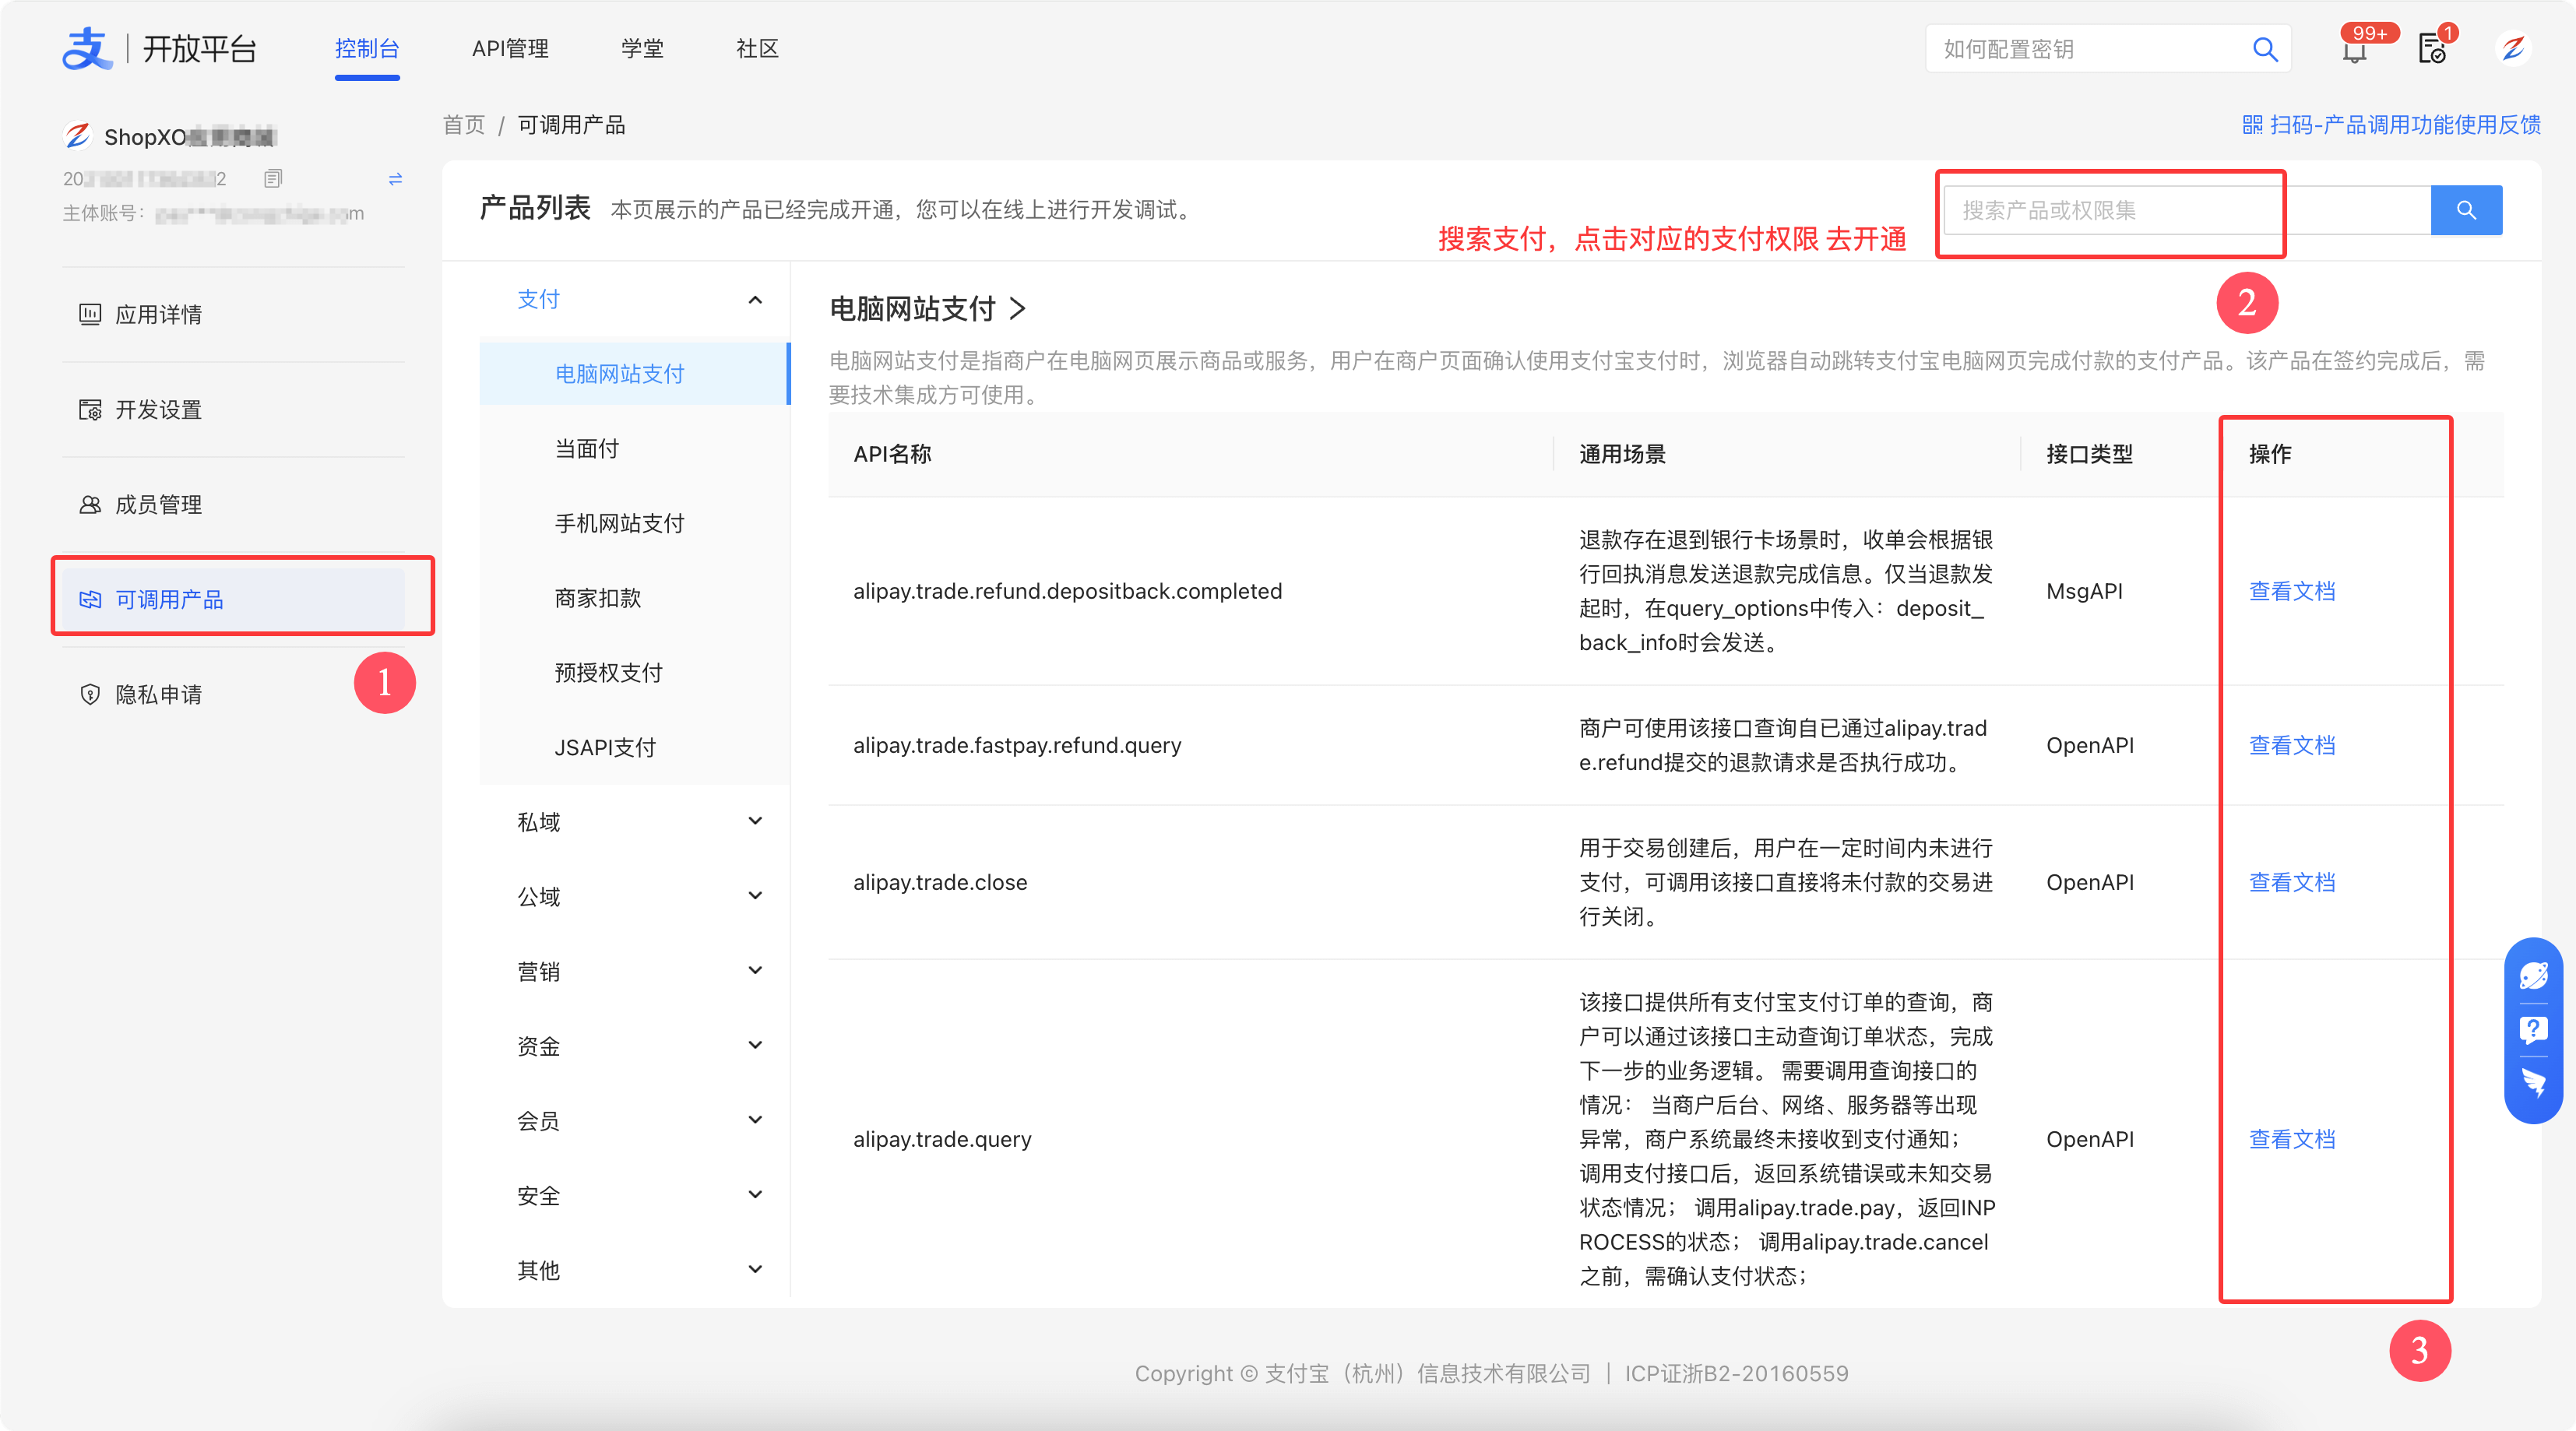 支 开放平台
控制台
API管理
学堂
社区
如何配置密钥
99+
1
ShopXO
20 2
主体账号：
应用详情
开发设置
成员管理
可调用产品
1
隐私申请
首页 / 可调用产品
扫码-产品调用功能使用反馈
产品列表 本页展示的产品已经完成开通，您可以在线上进行开发调试。
搜索产品或权限集
搜索支付，点击对应的支付权限 去开通
2
支付
电脑网站支付
当面付
手机网站支付
商家扣款
预授权支付
JSAPI支付
私域
公域
营销
资金
会员
安全
其他
电脑网站支付 >
电脑网站支付是指商户在电脑网页展示商品或服务，用户在商户页面确认使用支付宝支付时，浏览器自动跳转支付宝电脑网页完成付款的支付产品。该产品在签约完成后，需
要技术集成方可使用。
API名称 通用场景 接口类型 操作
alipay.trade.refund.depositback.completed
退款存在退到银行卡场景时，收单会根据银
行回执消息发送退款完成信息。仅当退款发
起时，在query_options中传入：deposit_
back_info时会发送。
MsgAPI
查看文档
alipay.trade.fastpay.refund.query
商户可使用该接口查询自已通过alipay.trad
e.refund提交的退款请求是否执行成功。
OpenAPI
查看文档
alipay.trade.close
用于交易创建后，用户在一定时间内未进行
支付，可调用该接口直接将未付款的交易进
行关闭。
OpenAPI
查看文档
alipay.trade.query
该接口提供所有支付宝支付订单的查询，商
户可以通过该接口主动查询订单状态，完成
下一步的业务逻辑。 需要调用查询接口的
情况： 当商户后台、网络、服务器等出现
异常，商户系统最终未接收到支付通知；
调用支付接口后，返回系统错误或未知交易
状态情况； 调用alipay.trade.pay，返回INP
ROCESS的状态； 调用alipay.trade.cancel
之前，需确认支付状态；
OpenAPI
查看文档
3
Copyright © 支付宝（杭州）信息技术有限公司 | ICP证浙B2-20160559